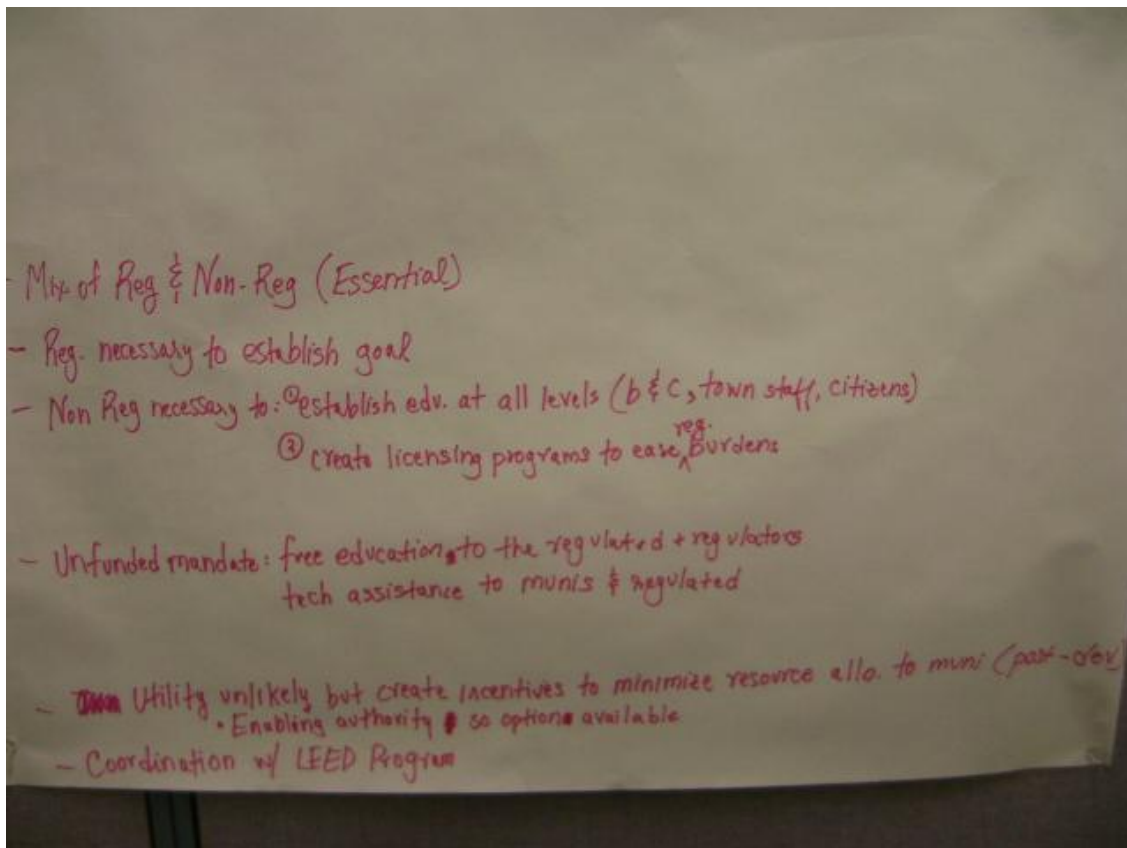 - Mix of Reg & Non-Reg (Essential)
- Reg. necessary to establish goal
- Non Reg necessary to: ① establish edu. at all levels (b & c, town staff, citizens)
② create licensing programs to ease ^reg. burdens
- Unfunded mandate: free education to the regulated + regulators
tech assistance to munis & regulated
- Utility unlikely but create incentives to minimize resource allo. to muni (post-dev)
• Enabling authority so option available
- Coordination w/ LEED Program